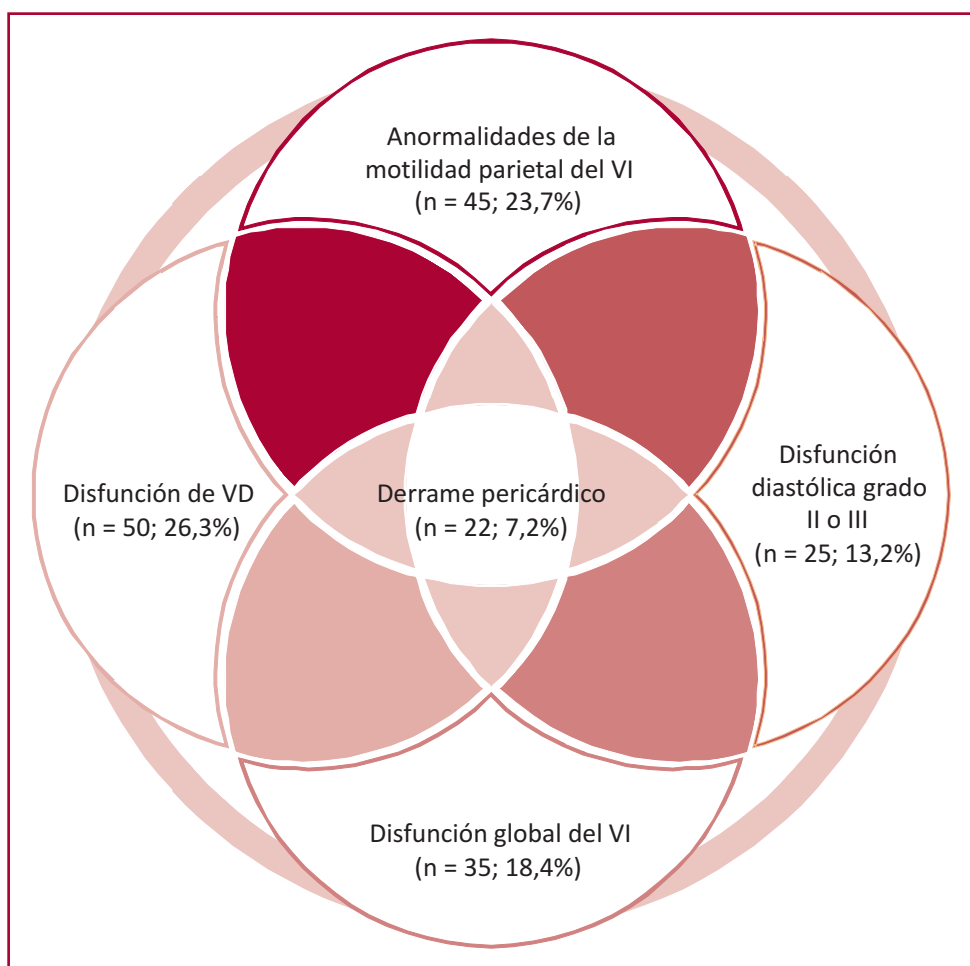 Anormalidades de la
motilidad parietal del VI
(n = 45; 23,7%)
Disfunción de VD
(n = 50; 26,3%)
Derrame pericárdico
(n = 22; 7,2%)
Disfunción
diastólica grado
II o III
(n = 25; 13,2%)
Disfunción global del VI
(n = 35; 18,4%)